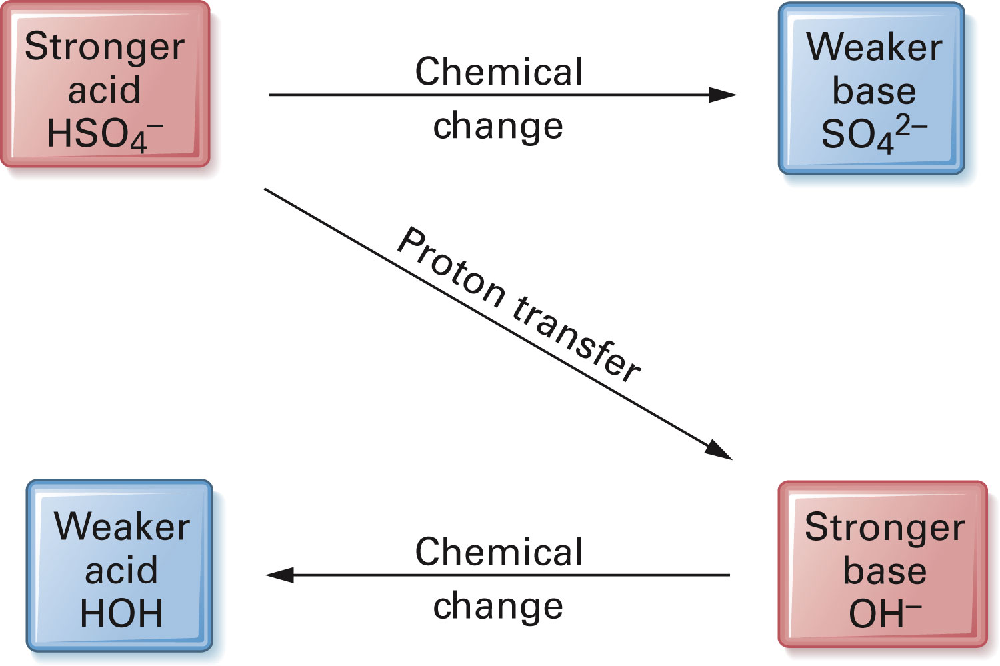 Stronger
acid
HSO₄⁻
Chemical
change
Weaker
base
SO₄²⁻
Proton transfer
Weaker
acid
HOH
Chemical
change
Stronger
base
OH⁻